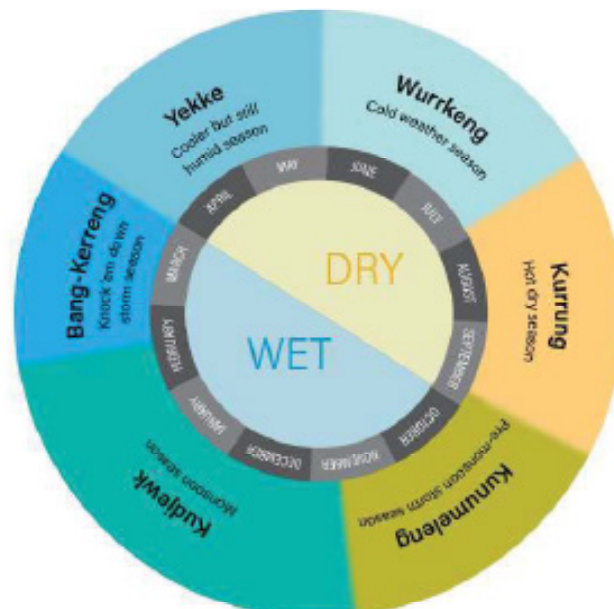 Yekke
Cooler but still
humid season
Wurrkeng
Cold weather season
Kurrung
Hot dry season
Kunumeleng
Pre-monsoon storm season
Kudjewk
Monsoon season
Bang-Kerreng
Knock 'em down
storm season
MAY
JUNE
JULY
AUGUST
SEPTEMBER
OCTOBER
NOVEMBER
DECEMBER
JANUARY
FEBRUARY
MARCH
APRIL
DRY
WET